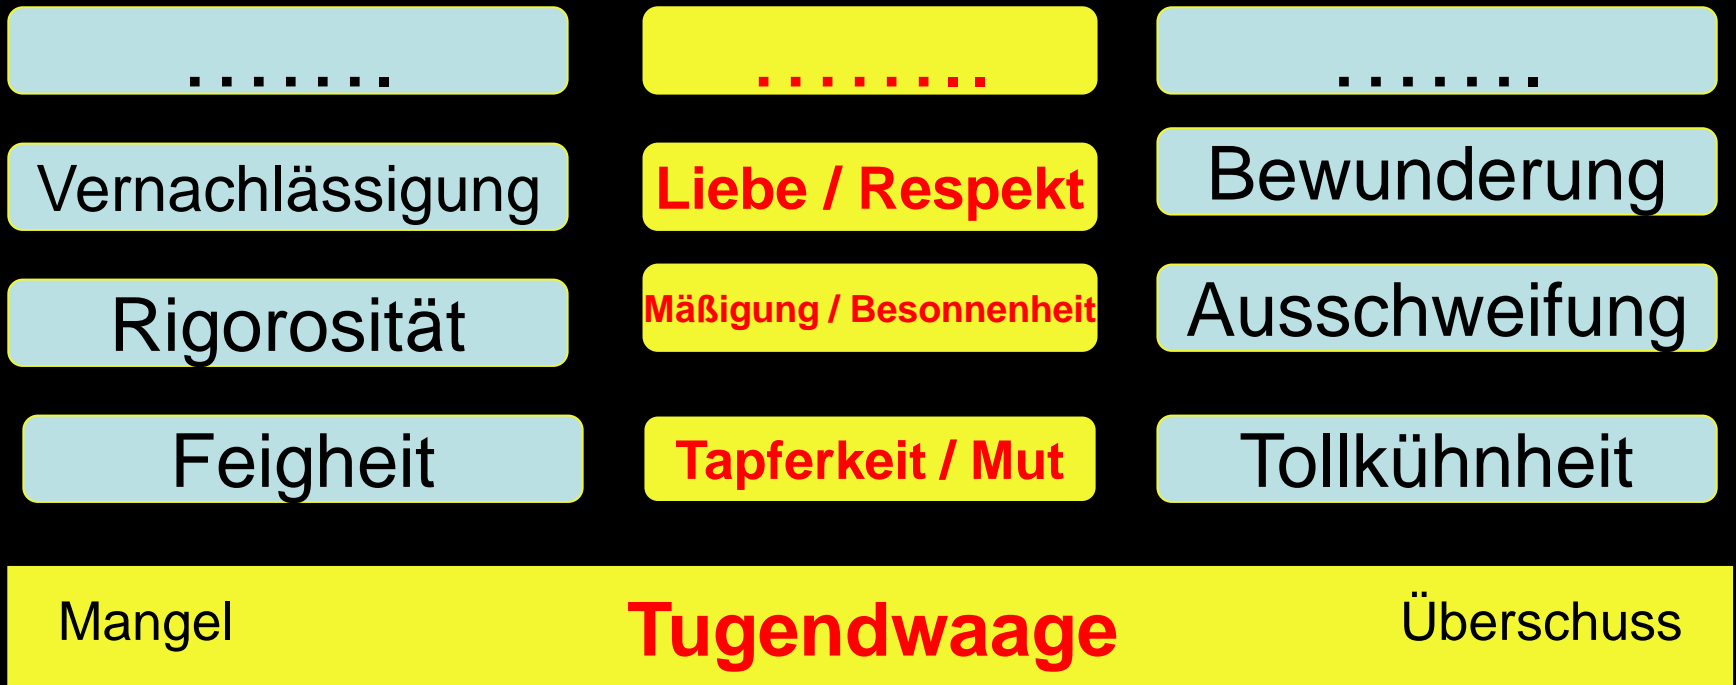 ……. …….. …….
Vernachlässigung Liebe / Respekt Bewunderung
Rigorosität Mäßigung / Besonnenheit Ausschweifung
Feigheit Tapferkeit / Mut Tollkühnheit
Mangel Tugendwaage Überschuss